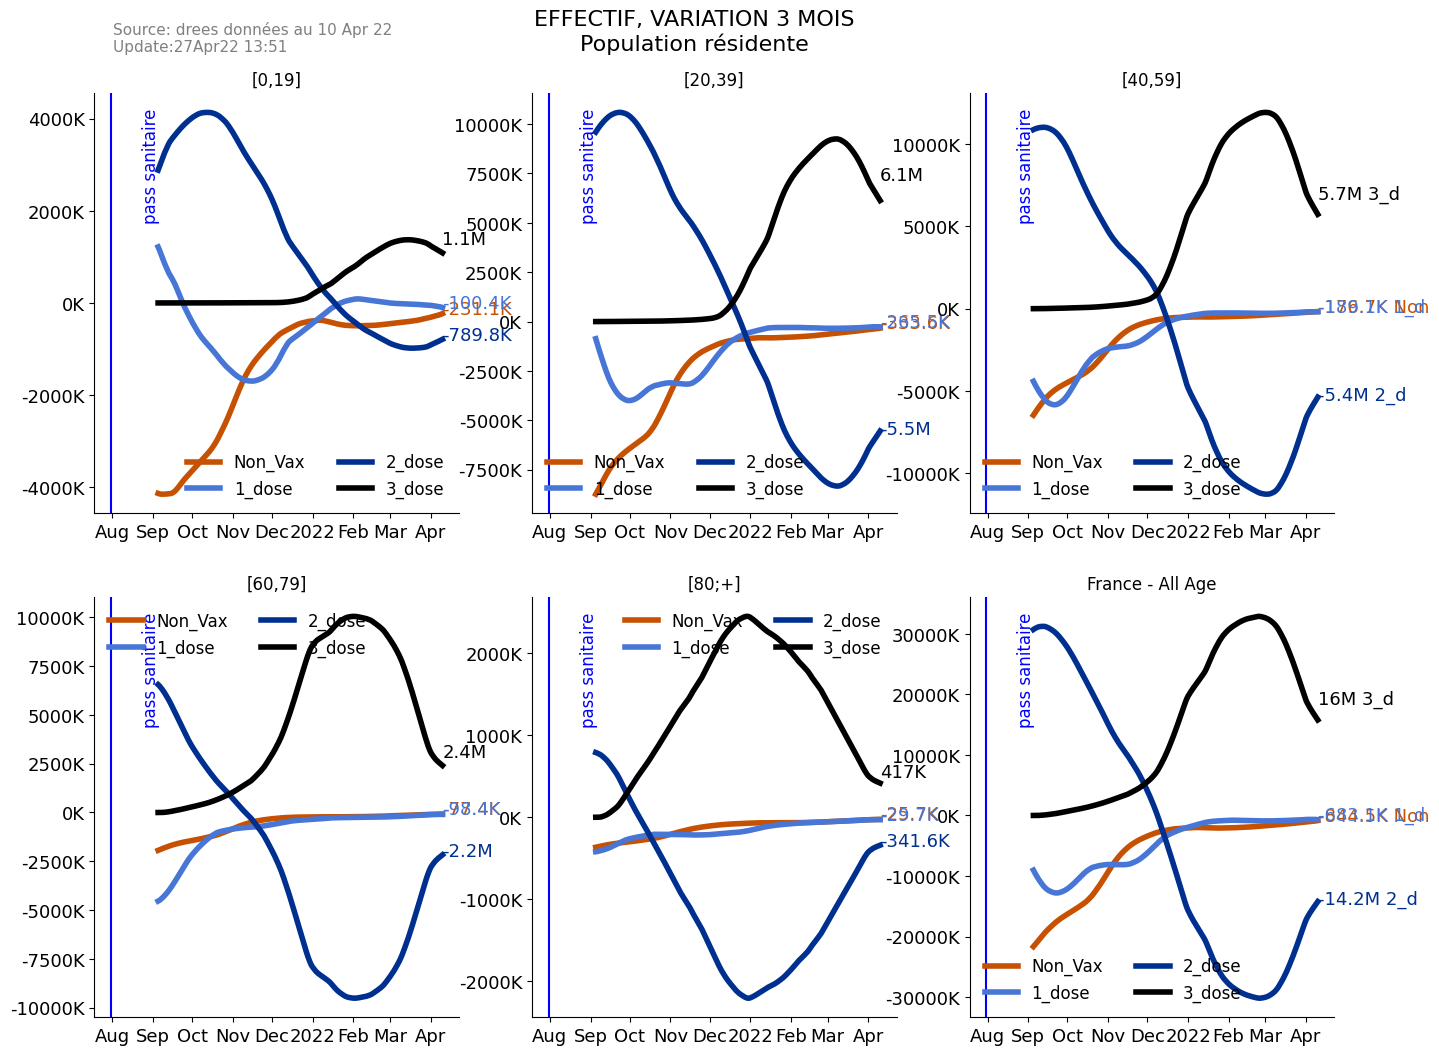 Source: drees données au 10 Apr 22
Update:27Apr22 13:51
EFFECTIF, VARIATION 3 MOIS
Population résidente
[0,19]
4000K
2000K
0K
-2000K
-4000K
pass sanitaire
1.1M
-100.4K
-231.1K
-789.8K
Non_Vax
1_dose
2_dose
3_dose
Aug Sep Oct Nov Dec 2022 Feb Mar Apr
[20,39]
10000K
7500K
5000K
2500K
0K
-2500K
-5000K
-7500K
pass sanitaire
6.1M
-5.5M
Non_Vax
1_dose
2_dose
3_dose
Aug Sep Oct Nov Dec 2022 Feb Mar Apr
[40,59]
10000K
5000K
0K
-5000K
-10000K
pass sanitaire
5.7M 3_d
-5.4M 2_d
Non_Vax
1_dose
2_dose
3_dose
Aug Sep Oct Nov Dec 2022 Feb Mar Apr
[60,79]
10000K
7500K
5000K
2500K
0K
-2500K
-5000K
-7500K
-10000K
pass sanitaire
2.4M
-2.2M
Non_Vax
1_dose
2_dose
3_dose
Aug Sep Oct Nov Dec 2022 Feb Mar Apr
[80;+]
2000K
1000K
0K
-1000K
-2000K
pass sanitaire
417K
-341.6K
Non_Vax
1_dose
2_dose
3_dose
Aug Sep Oct Nov Dec 2022 Feb Mar Apr
France - All Age
30000K
20000K
10000K
0K
-10000K
-20000K
-30000K
pass sanitaire
16M 3_d
-14.2M 2_d
Non_Vax
1_dose
2_dose
3_dose
Aug Sep Oct Nov Dec 2022 Feb Mar Apr